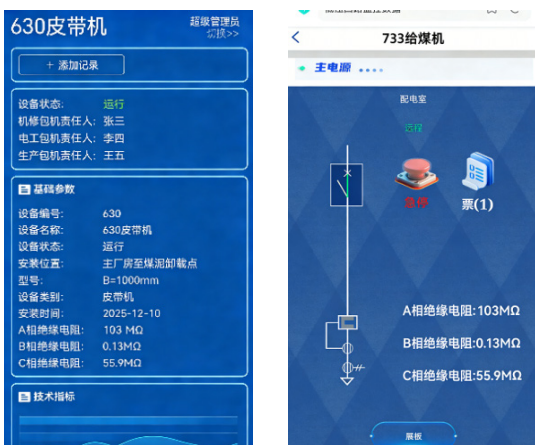 630皮带机
超级管理员
切换>>
+ 添加记录
设备状态: 运行
机修包机责任人: 张三
电工包机责任人: 李四
生产包机责任人: 王五
基础参数
设备编号: 630
设备名称: 630皮带机
设备状态: 运行
安装位置: 主厂房至煤泥卸载点
型号: B=1000mm
设备类别: 皮带机
安装时间: 2025-12-10
A相绝缘电阻: 103 MΩ
B相绝缘电阻: 0.13MΩ
C相绝缘电阻: 55.9MΩ
技术指标
733给煤机
主电源
配电室
远程
急停
票(1)
A相绝缘电阻:103MΩ
B相绝缘电阻:0.13MΩ
C相绝缘电阻:55.9MΩ
展板